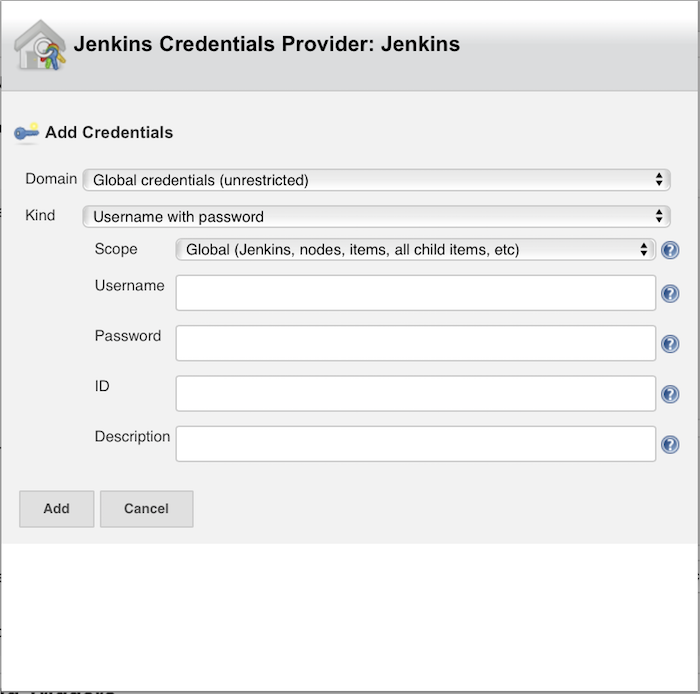 Jenkins Credentials Provider: Jenkins
Add Credentials
Domain Global credentials (unrestricted)
Kind Username with password
Scope Global (Jenkins, nodes, items, all child items, etc)
Username
Password
ID
Description
Add Cancel